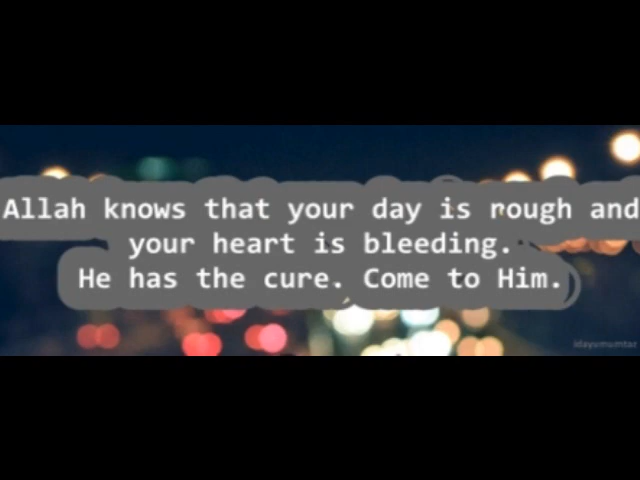 Allah knows that your day is rough and
your heart is bleeding.
He has the cure. Come to Him.
idayumumtaz